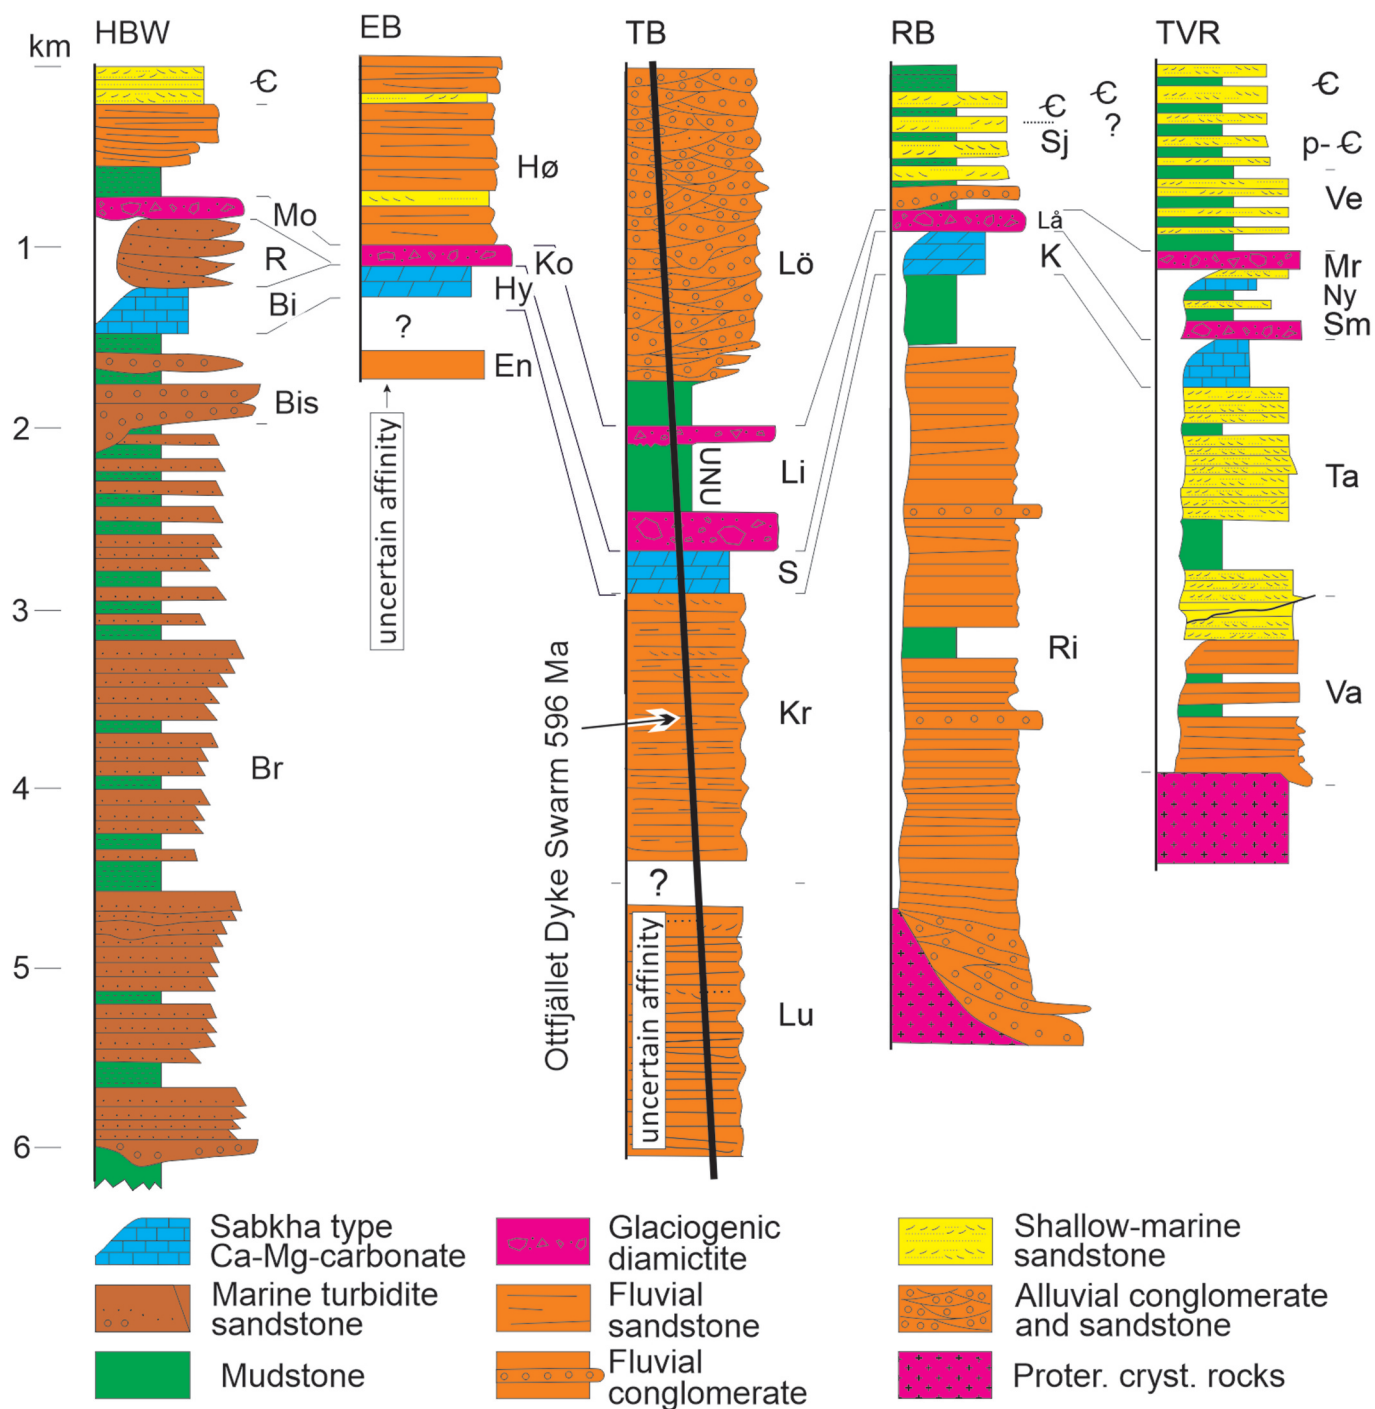 km
HBW
EB
TB
RB
TVR
1
2
3
4
5
6
Є
Mo
R
Bi
Bis
Br
Hø
Ko
Hy
?
En
uncertain affinity
Lö
Li
UNU
S
Kr
Ottfjället Dyke Swarm 596 Ma
?
uncertain affinity
Lu
Є
Sj
Є
?
Lå
K
Ri
Є
p-Є
Ve
Mr
Ny
Sm
Ta
Va
Sabkha type
Ca-Mg-carbonate
Marine turbidite
sandstone
Mudstone
Glaciogenic
diamictite
Fluvial
sandstone
Fluvial
conglomerate
Shallow-marine
sandstone
Alluvial conglomerate
and sandstone
Proter. cryst. rocks